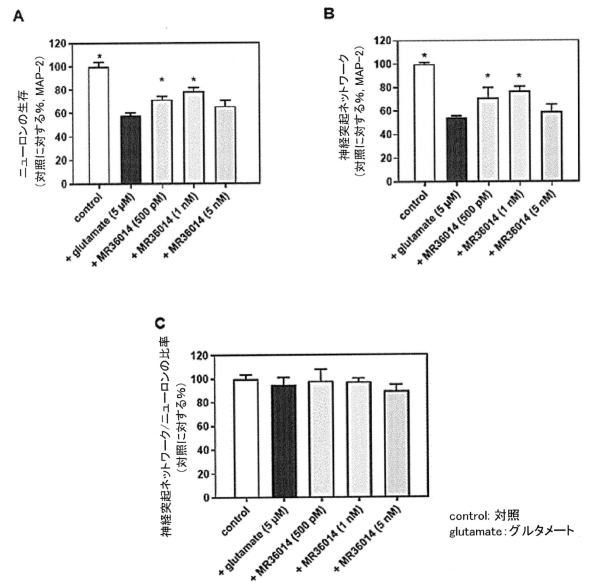 A
120
100
80
60
40
20
0
ニューロンの生存
(対照に対する%, MAP-2)
*
*
*
control
+ glutamate (5 µM)
+ MR36014 (500 pM)
+ MR36014 (1 nM)
+ MR36014 (5 nM)
B
120
100
80
60
40
20
0
神経突起ネットワーク
(対照に対する%, MAP-2)
*
*
*
control
+ glutamate (5 µM)
+ MR36014 (500 pM)
+ MR36014 (1 nM)
+ MR36014 (5 nM)
C
120
100
80
60
40
20
0
神経突起ネットワーク/ニューロンの比率
(対照に対する%)
control
+ glutamate (5 µM)
+ MR36014 (500 pM)
+ MR36014 (1 nM)
+ MR36014 (5 nM)
control: 対照
glutamate: グルタメート